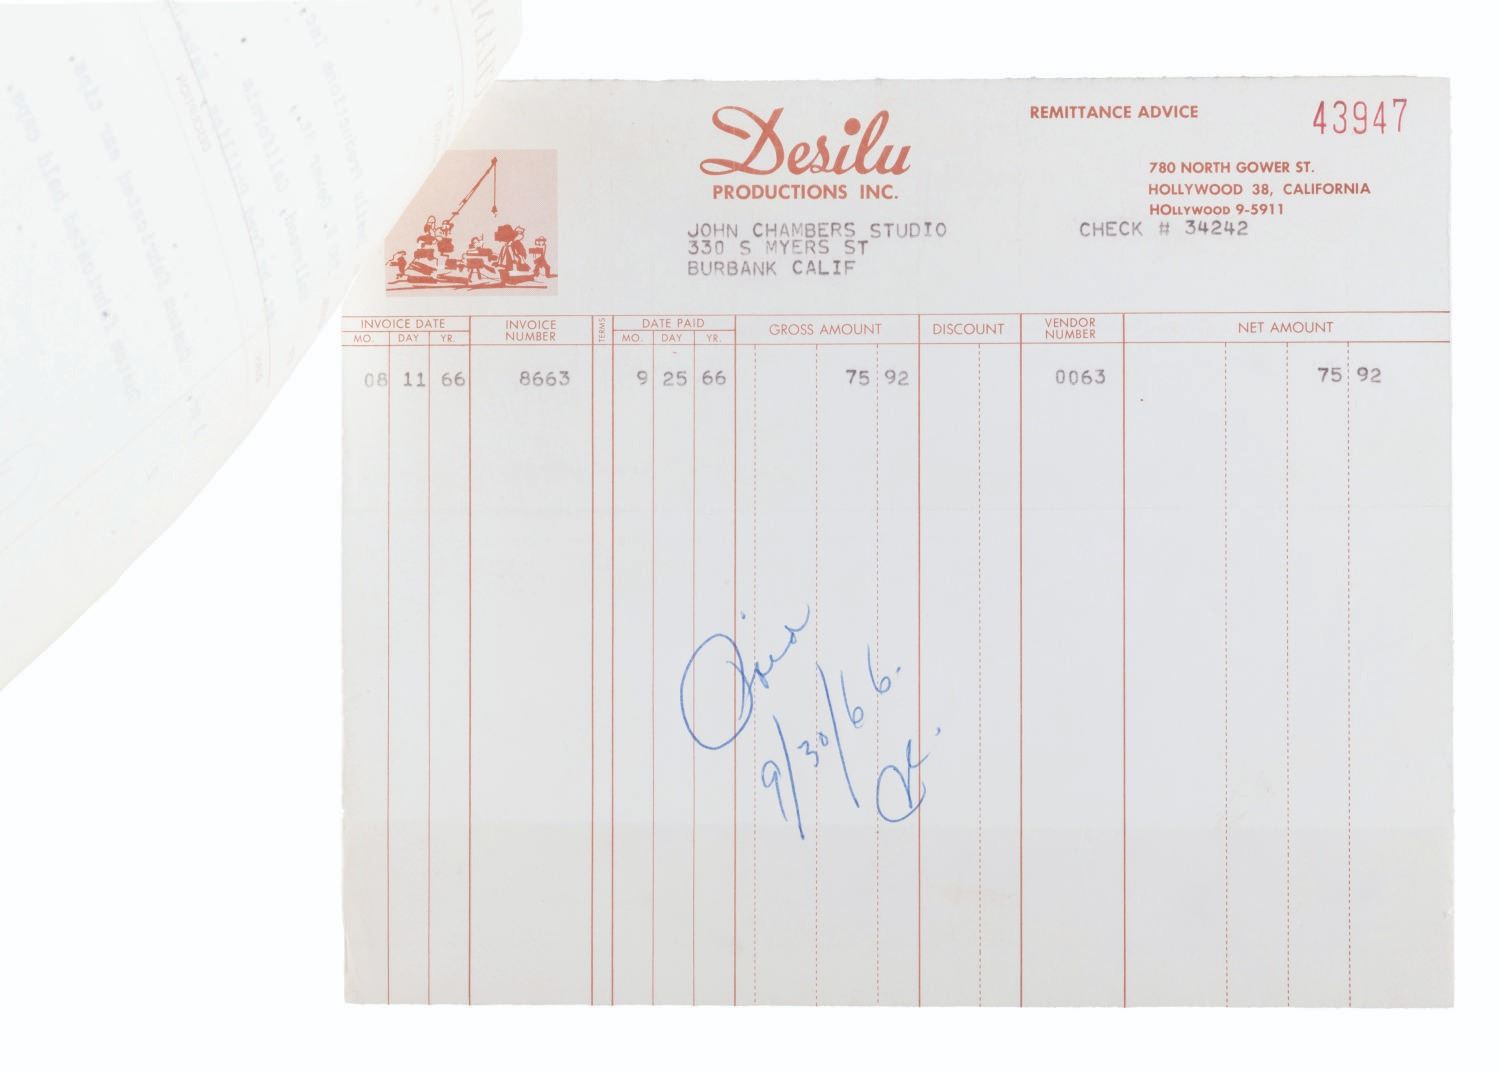 Desilu
PRODUCTIONS INC.
REMITTANCE ADVICE
43947
780 NORTH GOWER ST.
HOLLYWOOD 38, CALIFORNIA
HOLLYWOOD 9-5911
CHECK # 34242
JOHN CHAMBERS STUDIO
330 S MYERS ST
BURBANK CALIF
INVOICE DATE INVOICE NUMBER TERMS DATE PAID GROSS AMOUNT DISCOUNT VENDOR NUMBER NET AMOUNT
MO. DAY YR. MO. DAY YR.
08 11 66 8663 9 25 66 75 92 0063 75 92
Paid
9/30/66.